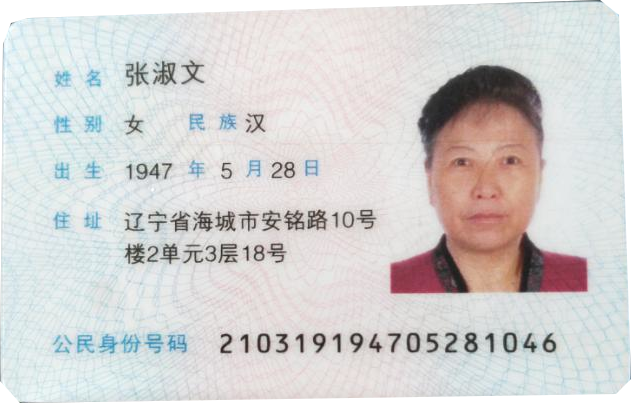 姓名 张淑文
性别 女 民族 汉
出生 1947 年 5 月 28 日
住址 辽宁省海城市安铭路10号
楼2单元3层18号
公民身份号码 210319194705281046